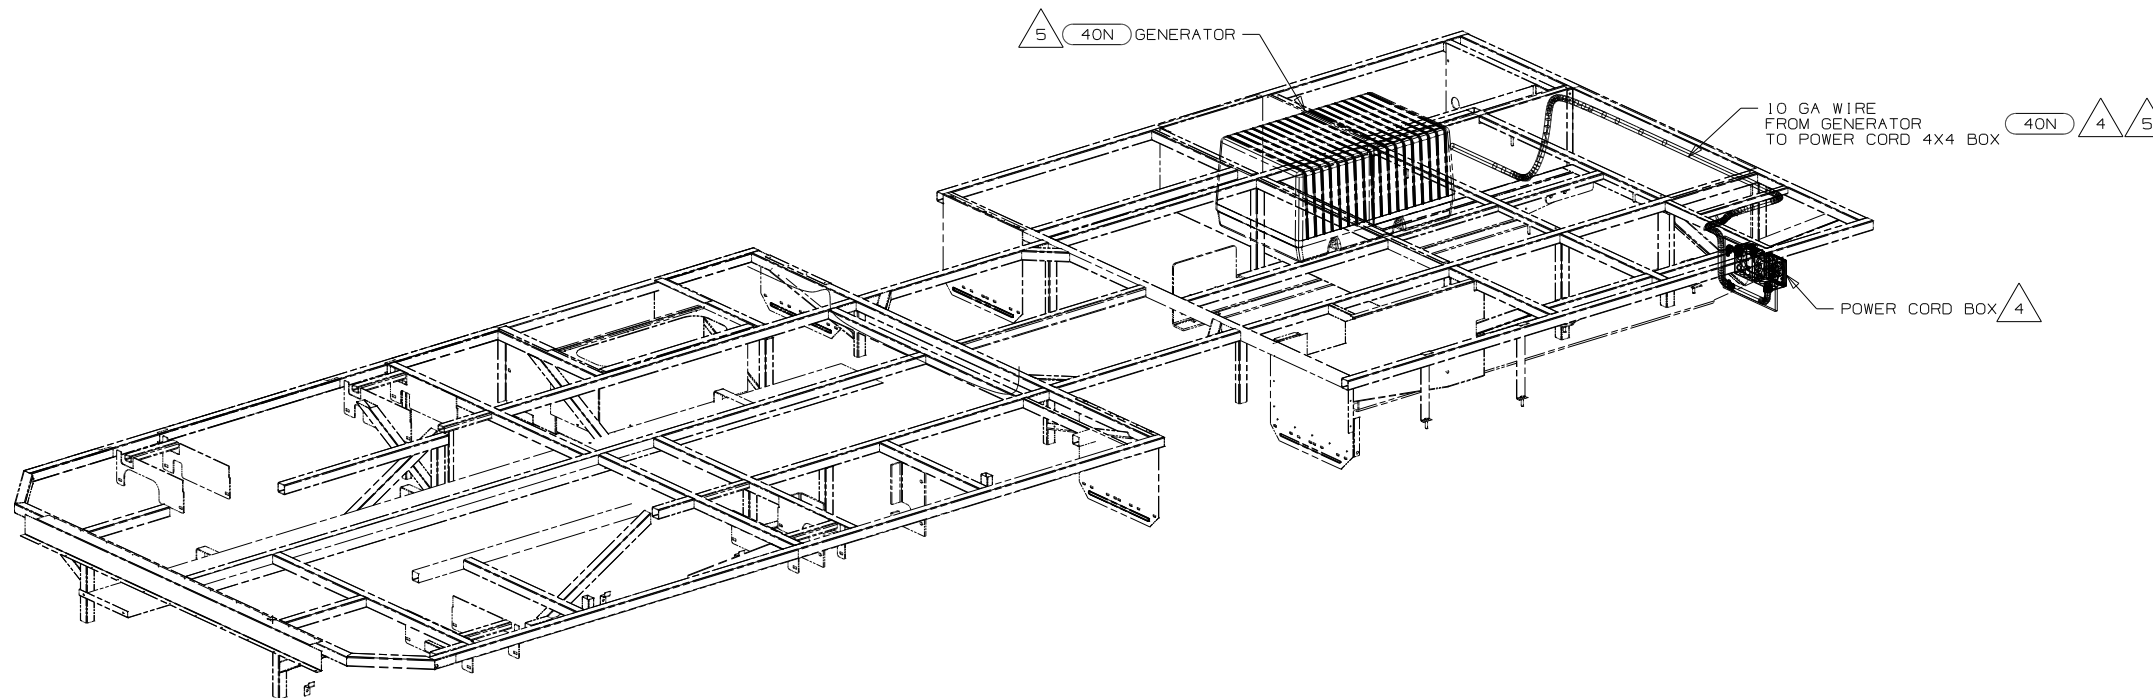 5 40N GENERATOR
10 GA WIRE
FROM GENERATOR
TO POWER CORD 4X4 BOX
40N 4 5
POWER CORD BOX 4